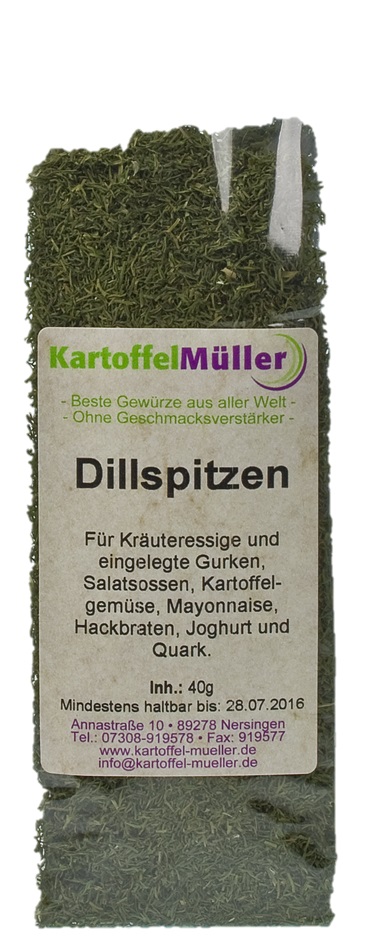 KartoffelMüller
- Beste Gewürze aus aller Welt -
- Ohne Geschmacksverstärker -
Dillspitzen
Für Kräuteressige und
eingelegte Gurken,
Salatsossen, Kartoffel-
gemüse, Mayonnaise,
Hackbraten, Joghurt und
Quark.
Inh.: 40g
Mindestens haltbar bis: 28.07.2016
Annastraße 10 • 89278 Nersingen
Tel.: 07308-919578 • Fax: 919577
www.kartoffel-mueller.de
info@kartoffel-mueller.de